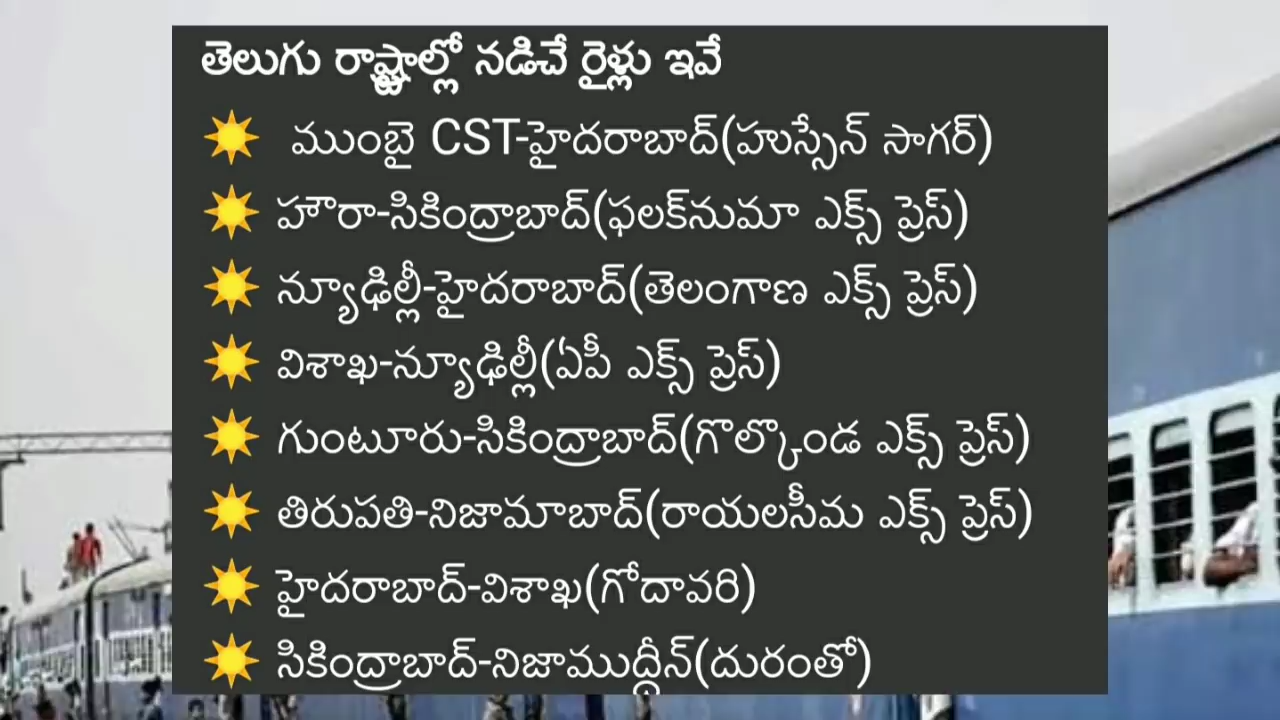 తెలుగు రాష్ట్రాల్లో నడిచే రైళ్లు ఇవే
☀ ముంబై CST-హైదరాబాద్(హుస్సేన్ సాగర్)
☀ హౌరా-సికింద్రాబాద్(ఫలక్‌నుమా ఎక్స్ ప్రెస్)
☀ న్యూఢిల్లీ-హైదరాబాద్(తెలంగాణ ఎక్స్ ప్రెస్)
☀ విశాఖ-న్యూఢిల్లీ(ఏపీ ఎక్స్ ప్రెస్)
☀ గుంటూరు-సికింద్రాబాద్(గొల్కొండ ఎక్స్ ప్రెస్)
☀ తిరుపతి-నిజామాబాద్(రాయలసీమ ఎక్స్ ప్రెస్)
☀ హైదరాబాద్-విశాఖ(గోదావరి)
☀ సికింద్రాబాద్-నిజాముద్దీన్(దురంతో)